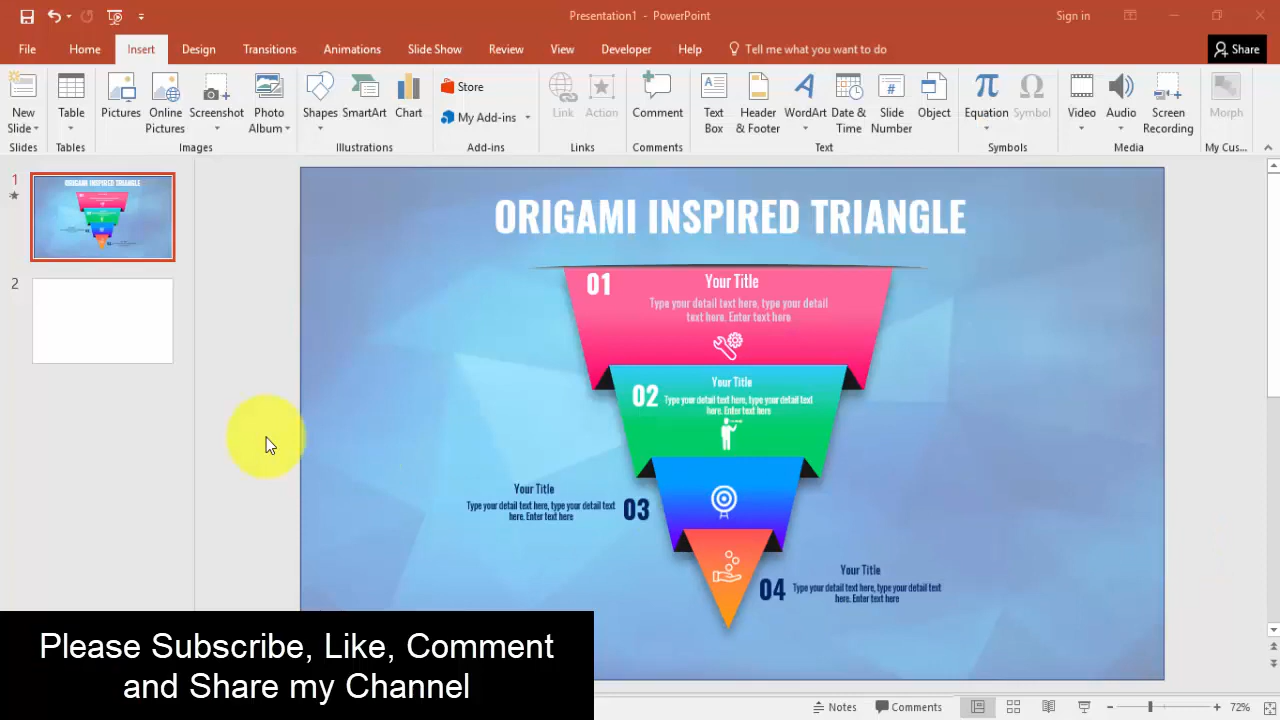 Presentation1 - PowerPoint
Sign in
File Home Insert Design Transitions Animations Slide Show Review View Developer Help Tell me what you want to do Share
New Slide
Table
Pictures
Online Pictures
Screenshot
Photo Album
Shapes
SmartArt
Chart
Store
My Add-ins
Link
Action
Comment
Text Box
Header & Footer
WordArt
Date & Time
Slide Number
Object
Equation
Symbol
Video
Audio
Screen Recording
Morph
Slides Tables Images Illustrations Add-ins Links Comments Text Symbols Media My Cus...
1
ORIGAMI INSPIRED TRIANGLE
2
ORIGAMI INSPIRED TRIANGLE
01
Your Title
Type your detail text here, type your detail
text here. Enter text here
02
Your Title
Type your detail text here, type your detail text
here. Enter text here
Your Title
Type your detail text here, type your detail text
here. Enter text here
03
04
Your Title
Type your detail text here, type your detail text
here. Enter text here
Please Subscribe, Like, Comment
and Share my Channel
Notes Comments 72%